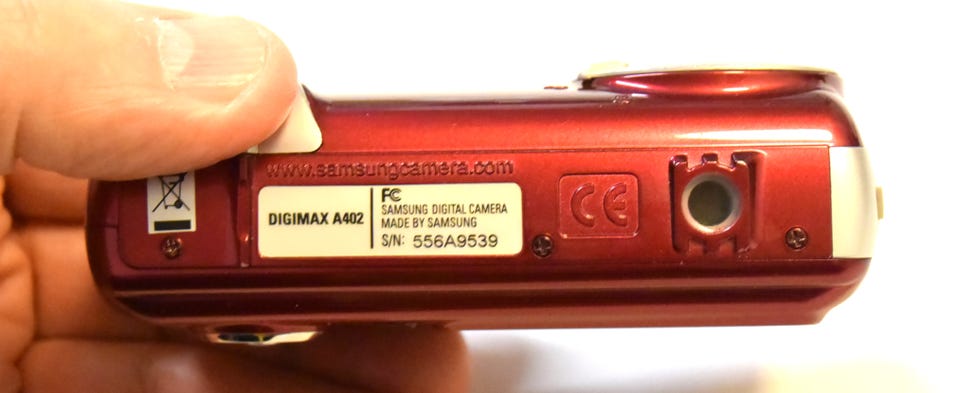 www.samsungcamera.com
DIGIMAX A402
FC
SAMSUNG DIGITAL CAMERA
MADE BY SAMSUNG
S/N: 556A9539
CE